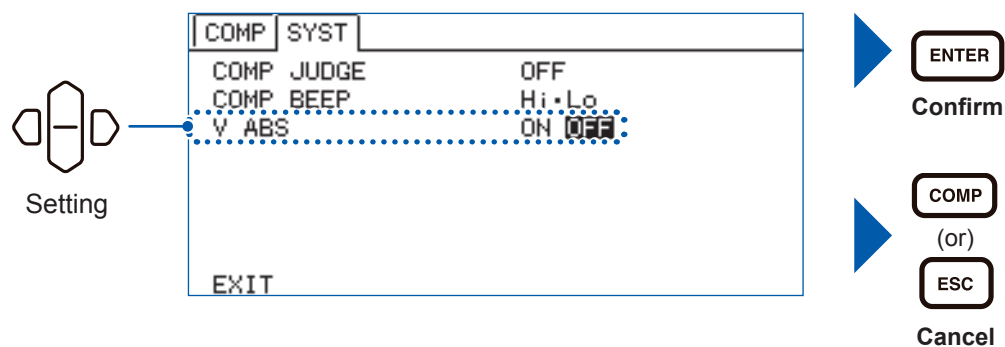 COMP SYST
COMP JUDGE OFF
COMP BEEP Hi•Lo
V ABS ON OFF
EXIT
Setting
ENTER
Confirm
COMP
(or)
ESC
Cancel